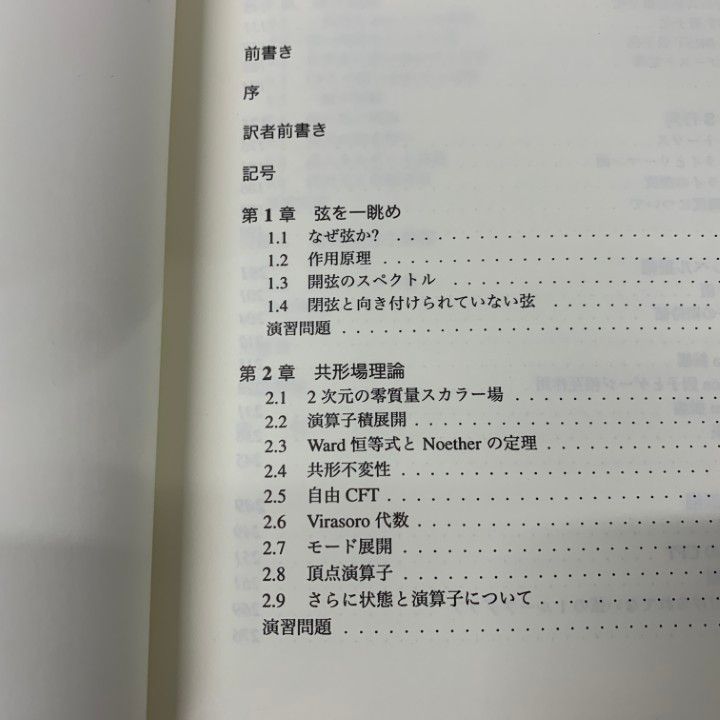 前書き
序
訳者前書き
記号
第1章 弦を一眺め
1.1 なぜ弦か?
1.2 作用原理
1.3 開弦のスペクトル
1.4 閉弦と向き付けられていない弦
演習問題
第2章 共形場理論
2.1 2次元の零質量スカラー場
2.2 演算子積展開
2.3 Ward 恒等式と Noether の定理
2.4 共形不変性
2.5 自由 CFT
2.6 Virasoro 代数
2.7 モード展開
2.8 頂点演算子
2.9 さらに状態と演算子について
演習問題